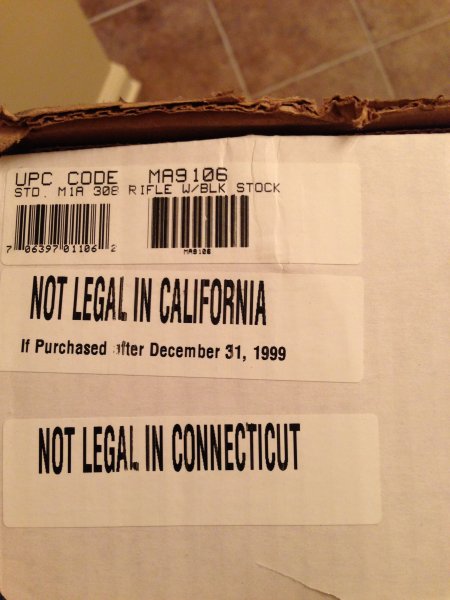 UPC CODE MA9106
STD. M1A 308 RIFLE W/BLK STOCK
7 06397 01106 2
MA9106
NOT LEGAL IN CALIFORNIA
If Purchased after December 31, 1999
NOT LEGAL IN CONNECTICUT